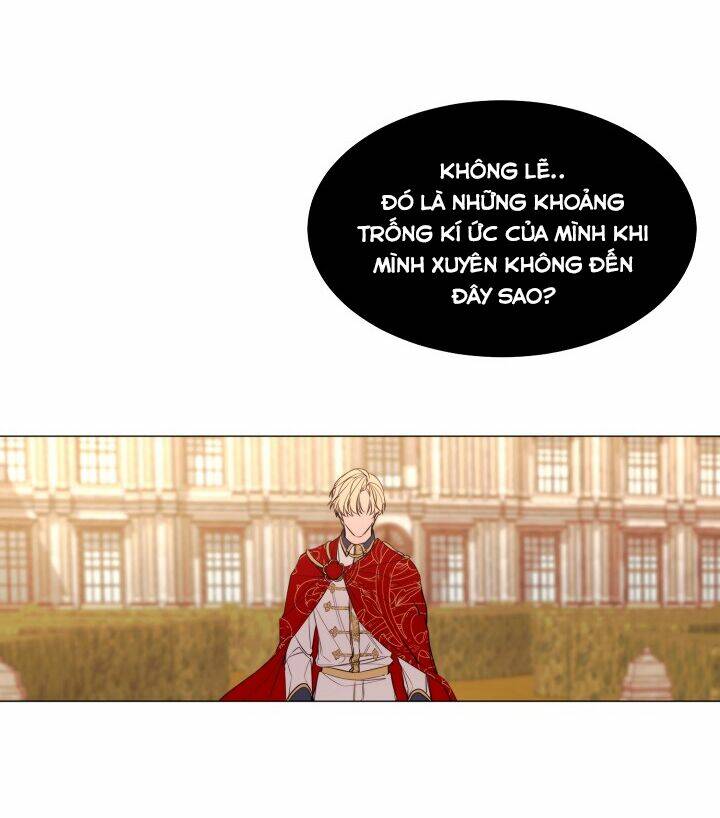 KHÔNG LẼ..
ĐÓ LÀ NHỮNG KHOẢNG
TRỐNG KÍ ỨC CỦA MÌNH KHI
MÌNH XUYÊN KHÔNG ĐẾN
ĐÂY SAO?